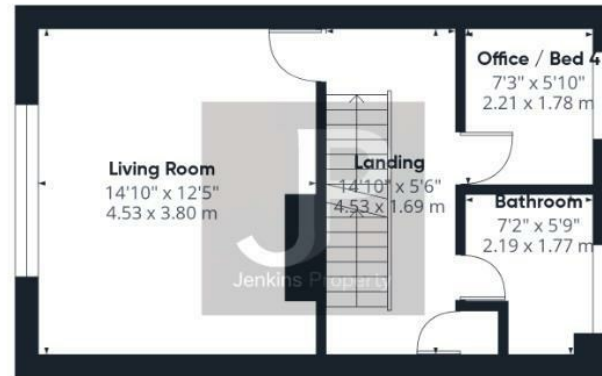 Living Room
14'10" x 12'5"
4.53 x 3.80 m
Landing
14'10" x 5'6"
4.53 x 1.69 m
Office / Bed 4
7'3" x 5'10"
2.21 x 1.78 m
Bathroom
7'2" x 5'9"
2.19 x 1.77 m
JP
Jenkins Property